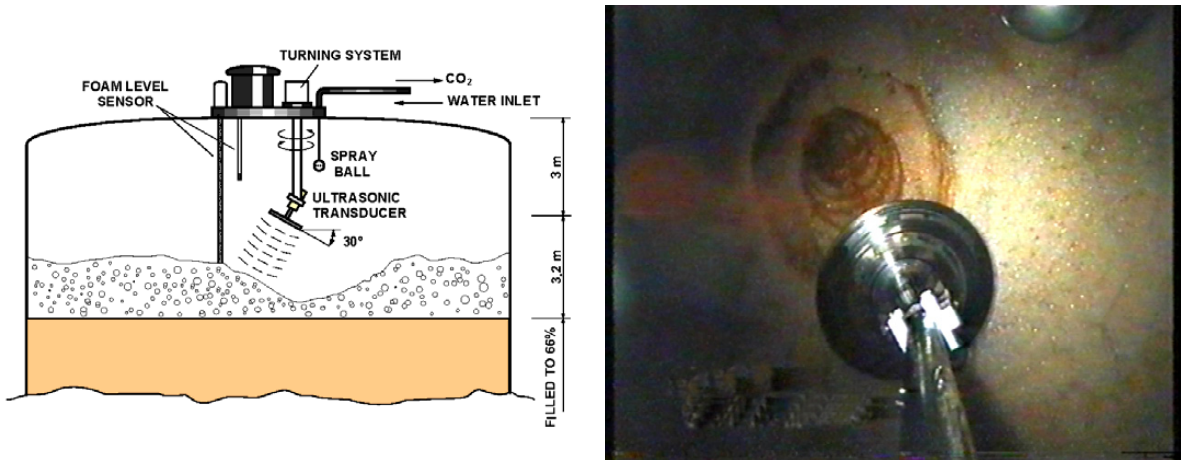 TURNING SYSTEM
FOAM LEVEL
SENSOR
CO₂
WATER INLET
SPRAY
BALL
ULTRASONIC
TRANSDUCER
30°
3 m
3,2 m
FILLED TO 66%